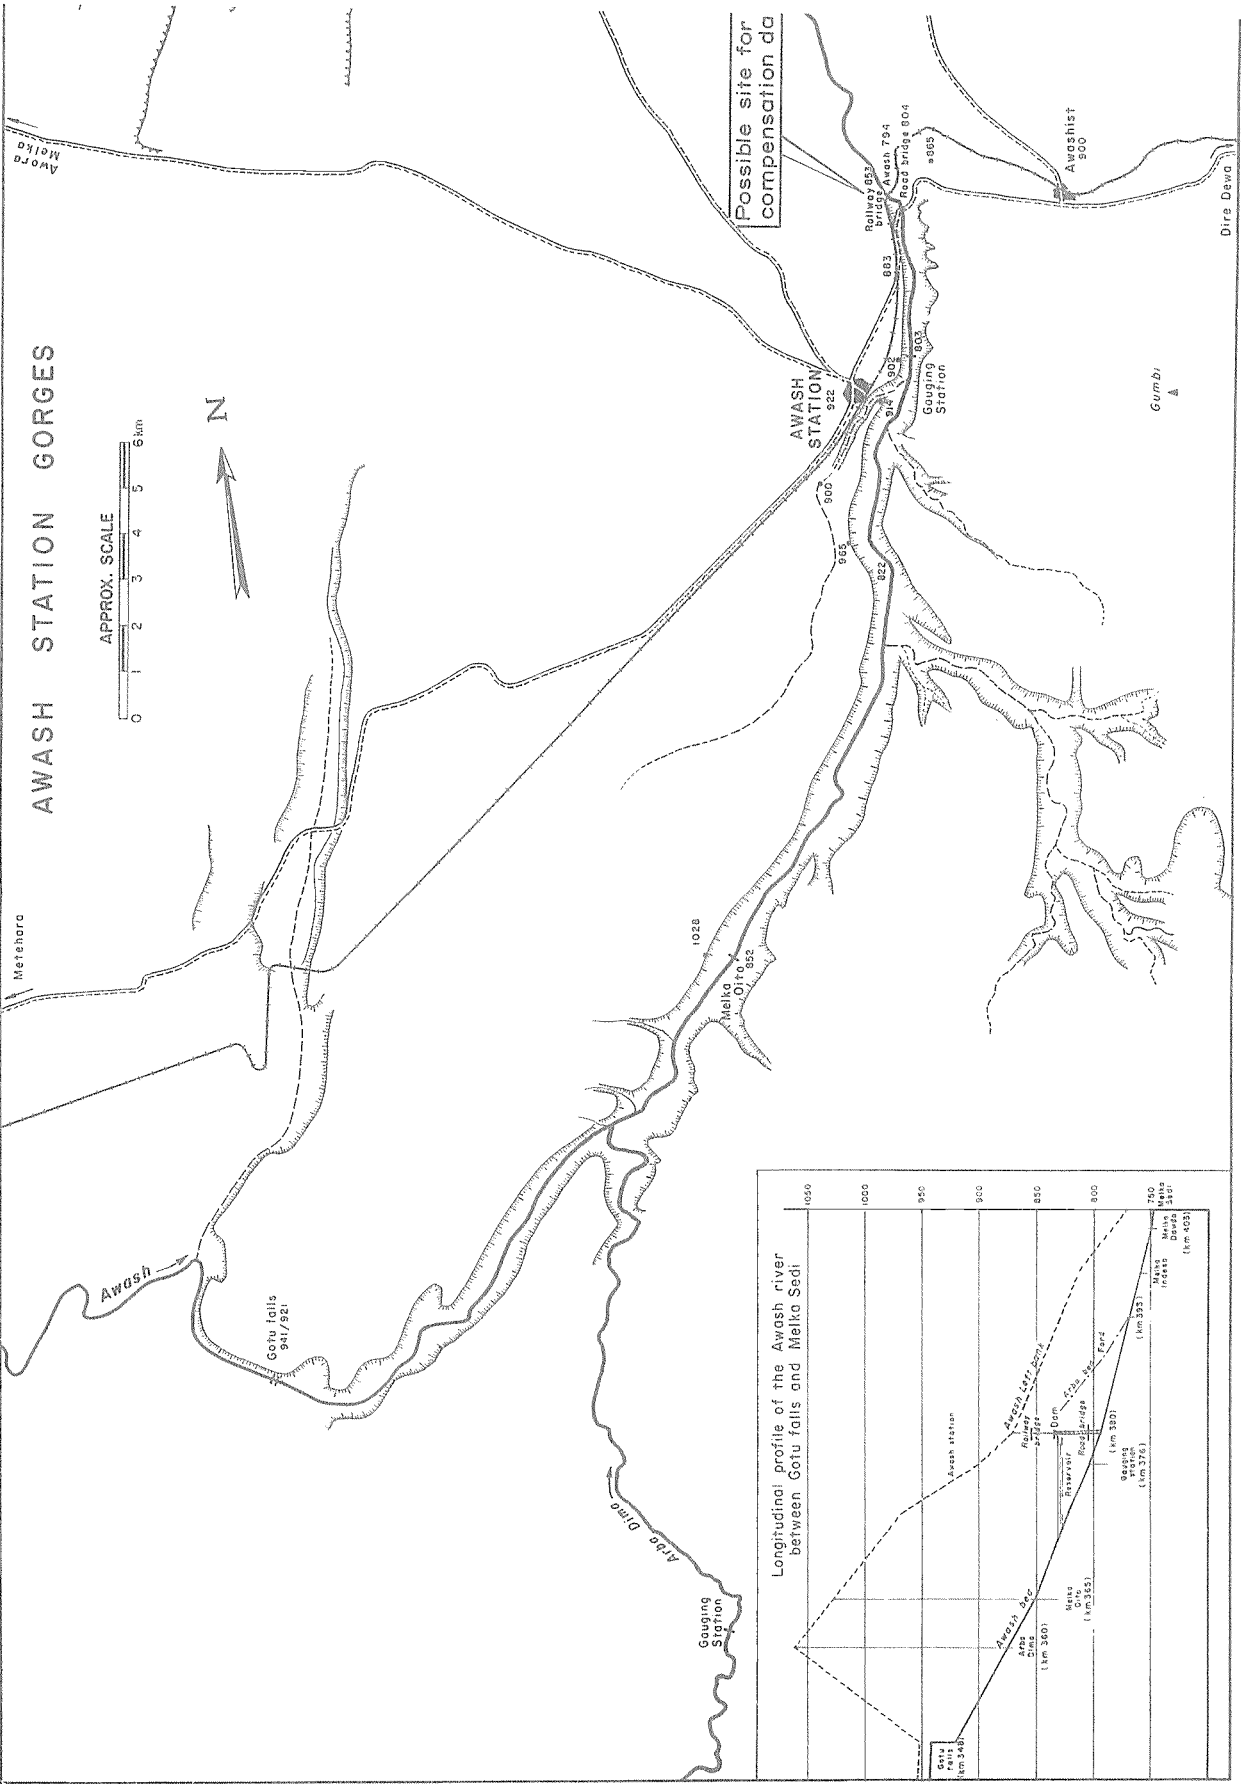 AWASH STATION GORGES
APPROX. SCALE
0 1 2 3 4 5 6 km
N
Metehara
Melka
Awora
Awash
Gotu falls
941/921
Arba Dima
Gauging
Station
1028
Melka
Oito
852
965
822
900
AWASH
STATION
922
914
902
803
Gauging
Station
883
Railway 853
bridge
Awash 794
Road bridge 804
865
Possible site for
compensation da
Awashist
900
Dire Dewa
Gumbi
Longitudinal profile of the Awash river
between Gotu falls and Melka Sedi
1050
1000
950
900
850
800
750
Gotu
falls
(km 348)
Awash bed
Arba
Dima
(km 360)
Melka
Oito
(km 365)
Awash station
Reservoir
Dam
Railway
bridge
Road bridge
Awash Left bank
Gauging
station
(km 376)
(km 380)
Arba bed Ford
(km 393)
Melka
Indeso
Melka
Dawda
Melka
Sedi
(km 403)